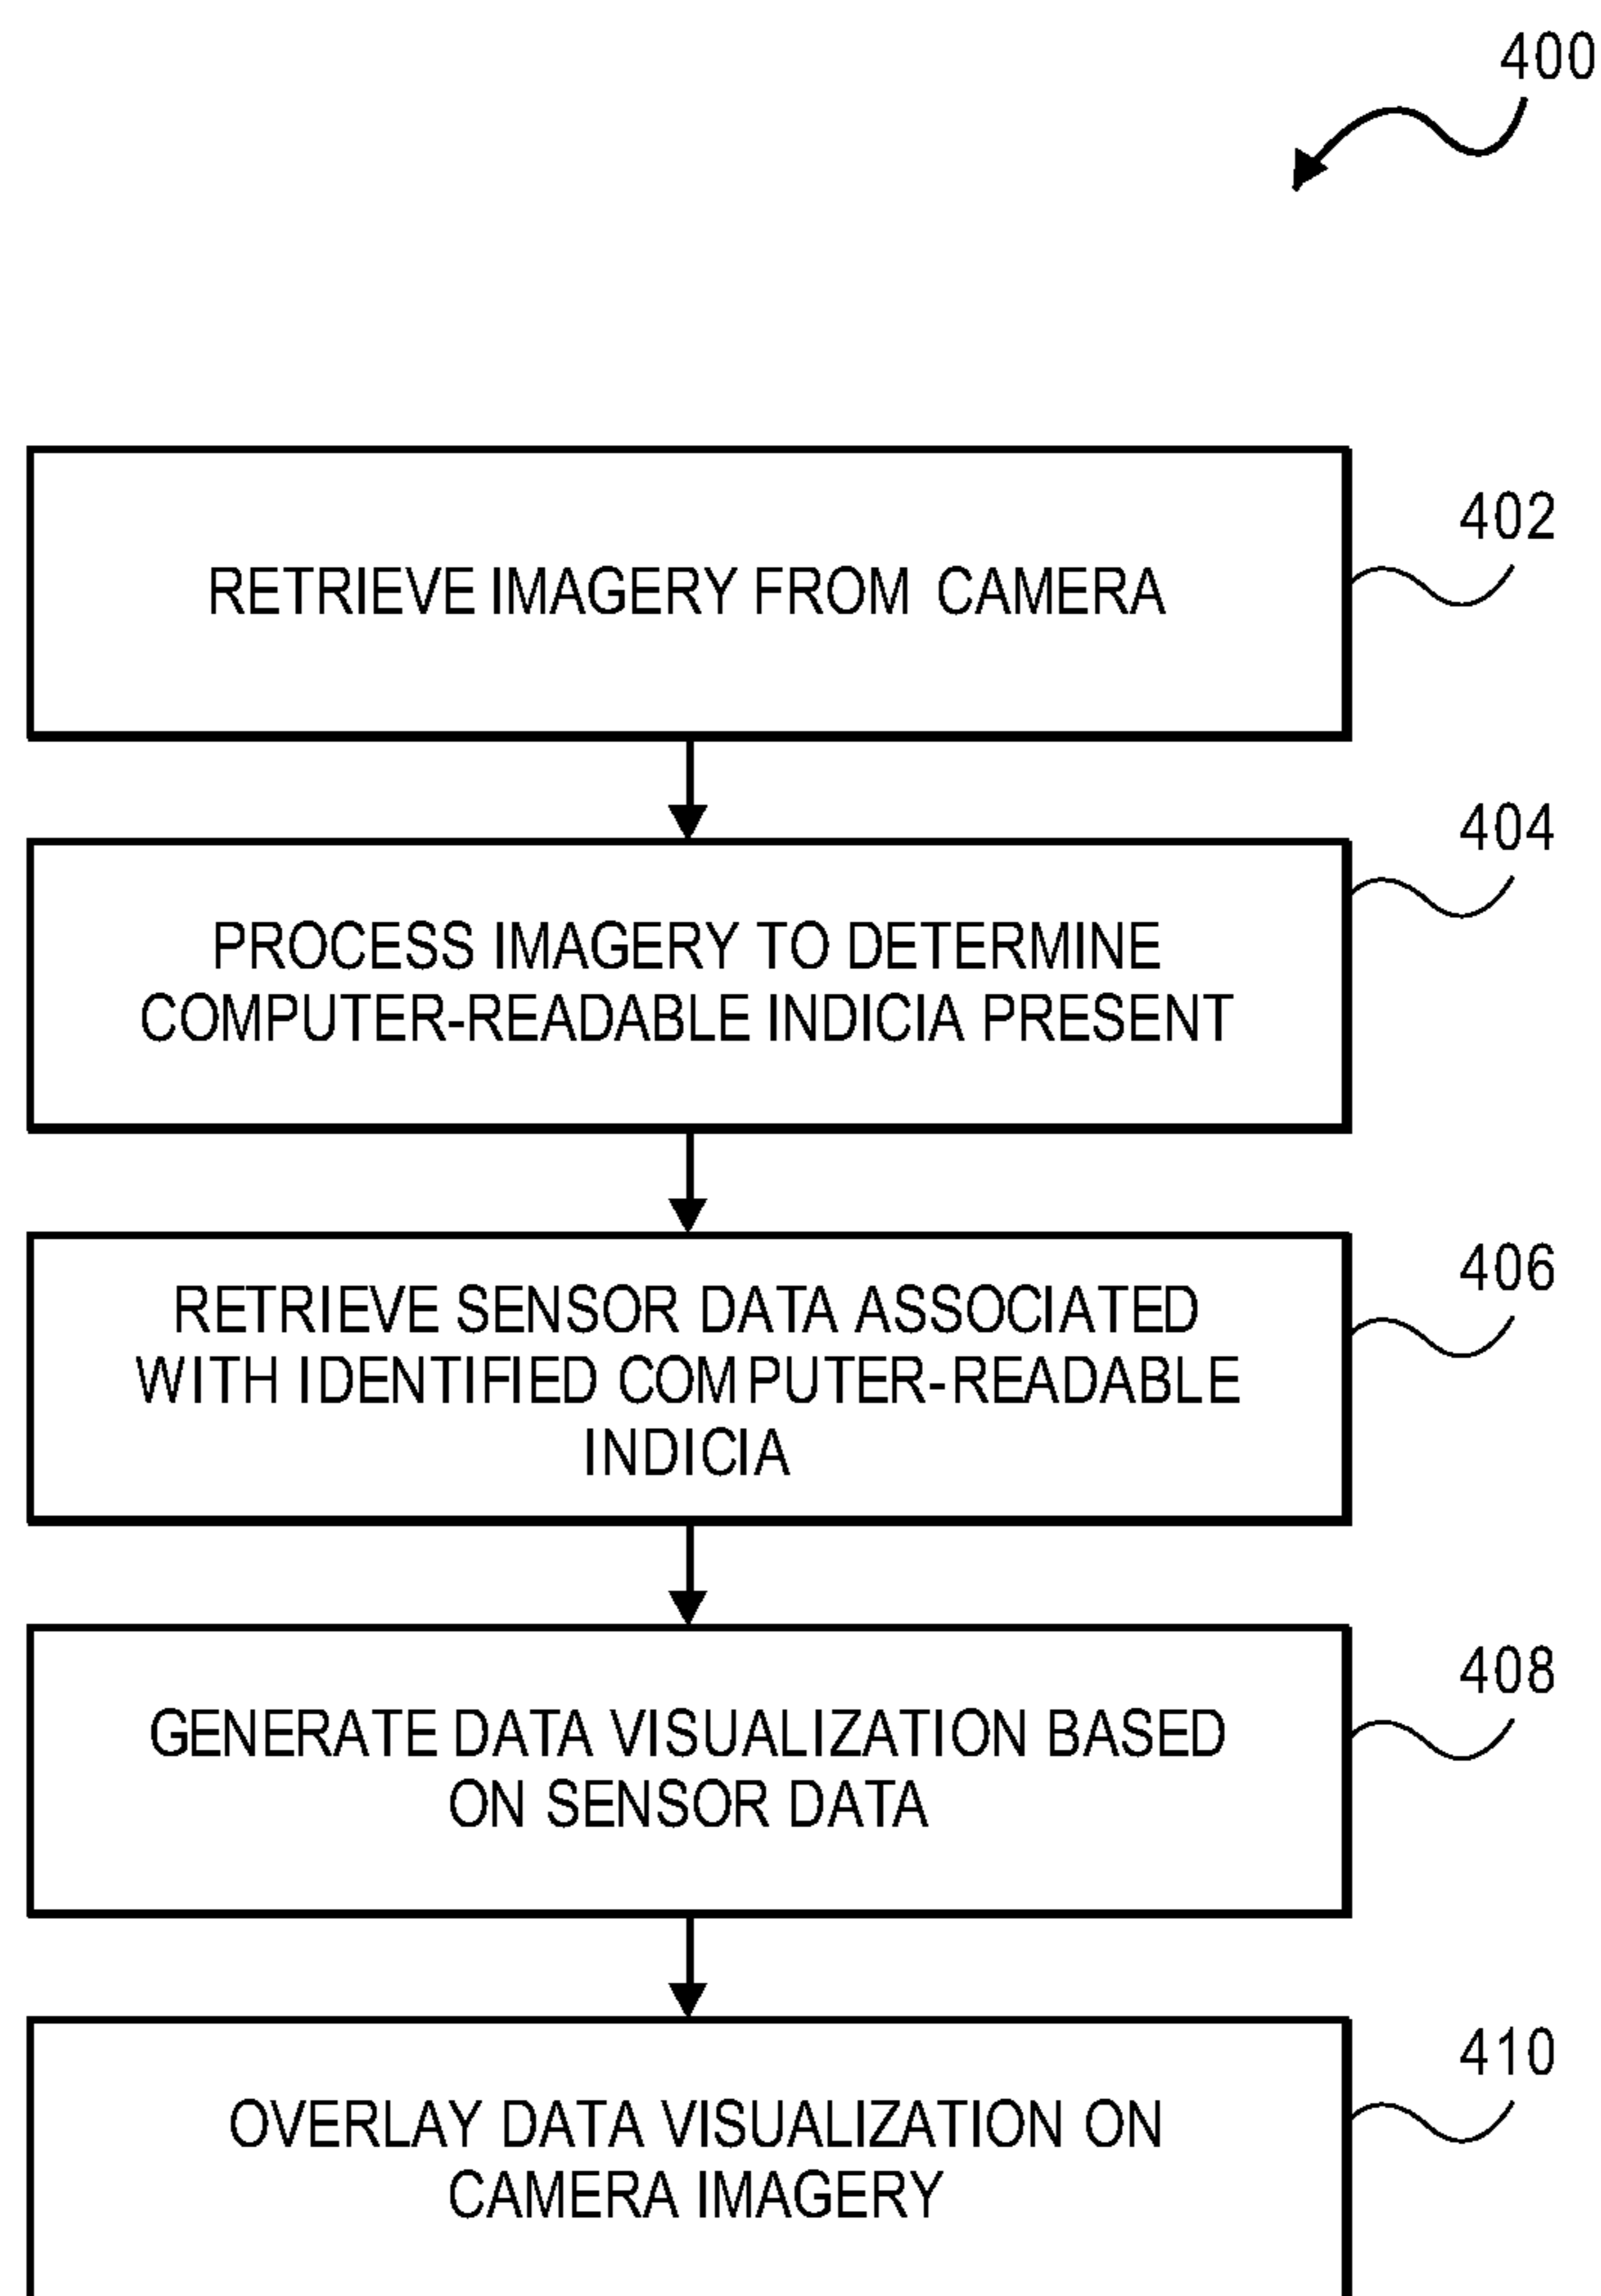 400
RETRIEVE IMAGERY FROM CAMERA
402
PROCESS IMAGERY TO DETERMINE
COMPUTER-READABLE INDICIA PRESENT
404
RETRIEVE SENSOR DATA ASSOCIATED
WITH IDENTIFIED COMPUTER-READABLE
INDICIA
406
GENERATE DATA VISUALIZATION BASED
ON SENSOR DATA
408
OVERLAY DATA VISUALIZATION ON
CAMERA IMAGERY
410